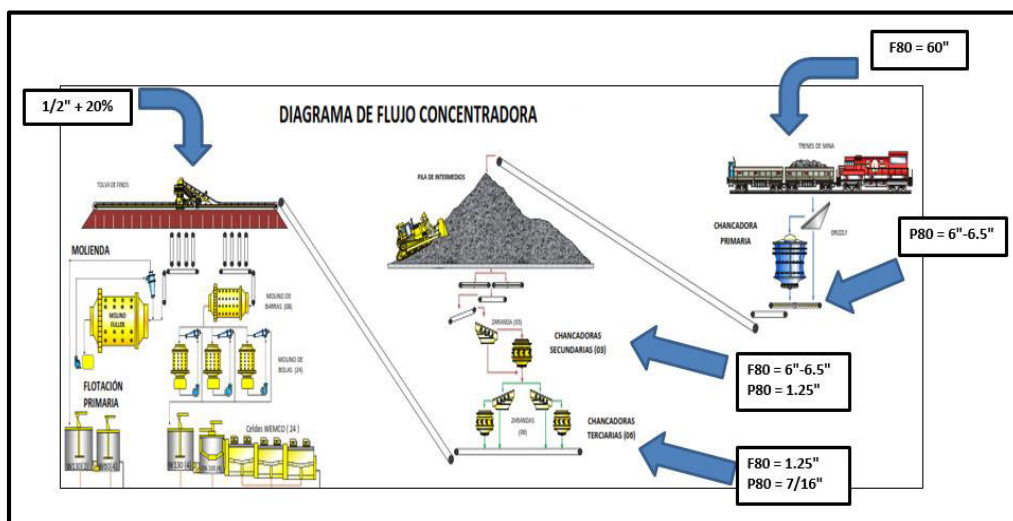 F80 = 60"
1/2" + 20%
DIAGRAMA DE FLUJO CONCENTRADORA
TRENES DE MINA
TOLVA DE FINOS
PILA DE INTERMEDIOS
CHANCADORA
PRIMARIA
GRIZZLY
P80 = 6"-6.5"
MOLIENDA
MOLINO
FULLER
MOLINO DE
BARRAS (08)
ZARANDA (03)
CHANCADORAS
SECUNDARIAS (03)
MOLINO DE
BOLAS (24)
F80 = 6"-6.5"
P80 = 1.25"
FLOTACIÓN
PRIMARIA
ZARANDAS
(06)
CHANCADORAS
TERCIARIAS (06)
Celdas WEMCO ( 24 )
F80 = 1.25"
P80 = 7/16"